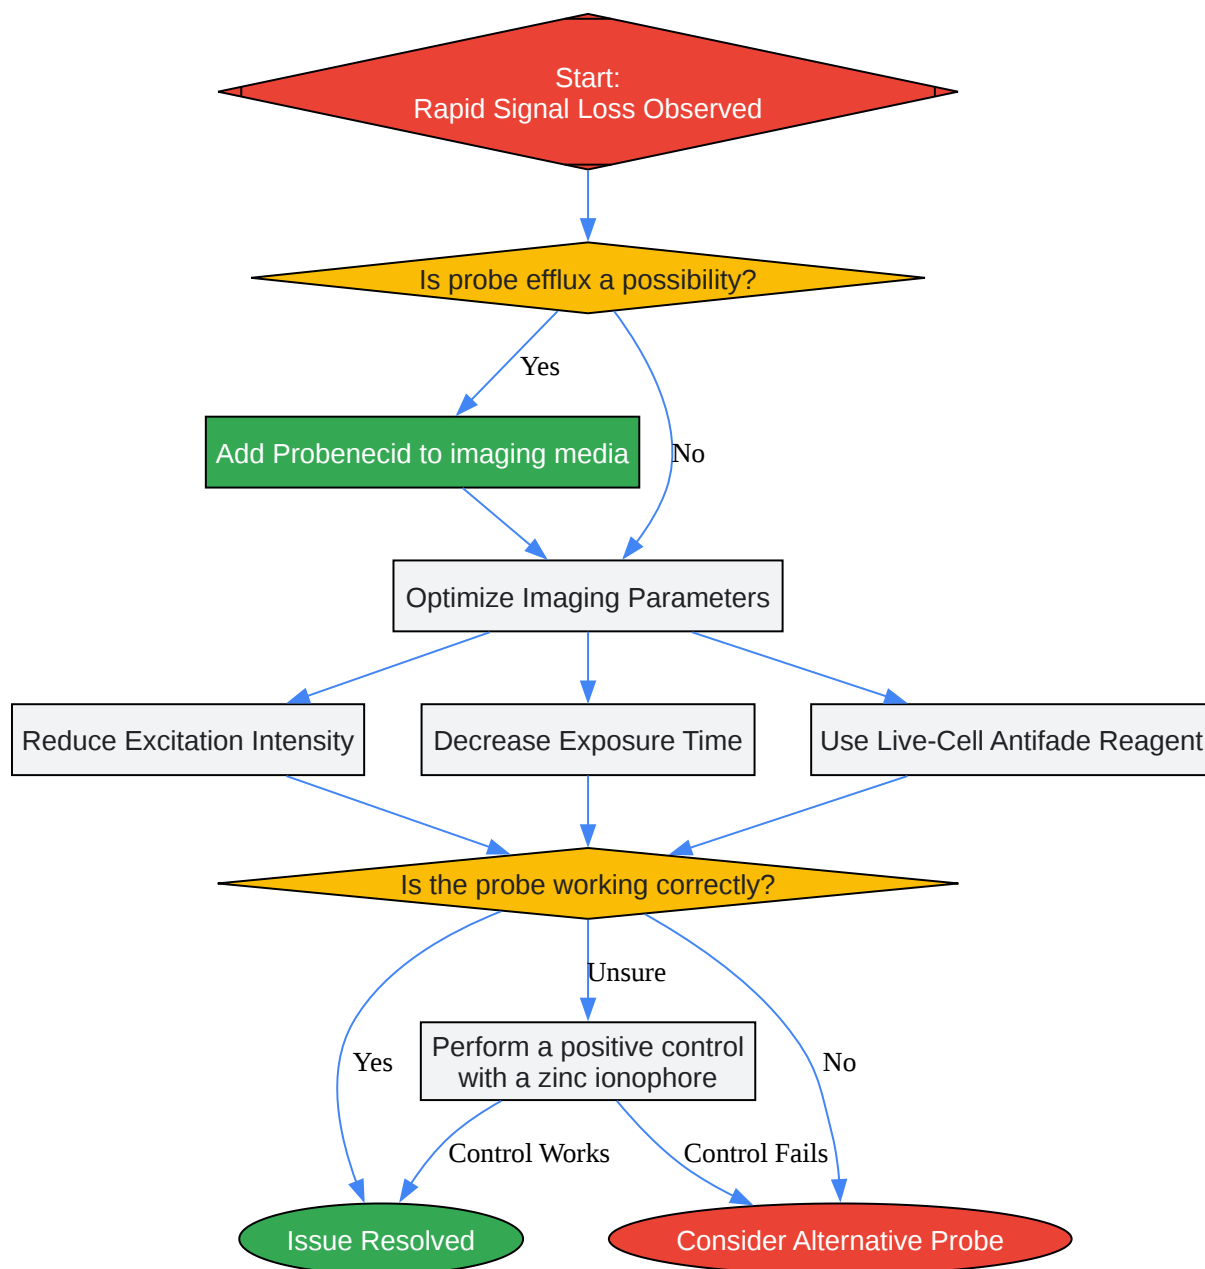 Start:
Rapid Signal Loss Observed
Is probe efflux a possibility?
Yes
Add Probenecid to imaging media
No
Optimize Imaging Parameters
Reduce Excitation Intensity
Decrease Exposure Time
Use Live-Cell Antifade Reagent
Is the probe working correctly?
Unsure
Yes
Perform a positive control
with a zinc ionophore
No
Control Works
Control Fails
Issue Resolved
Consider Alternative Probe